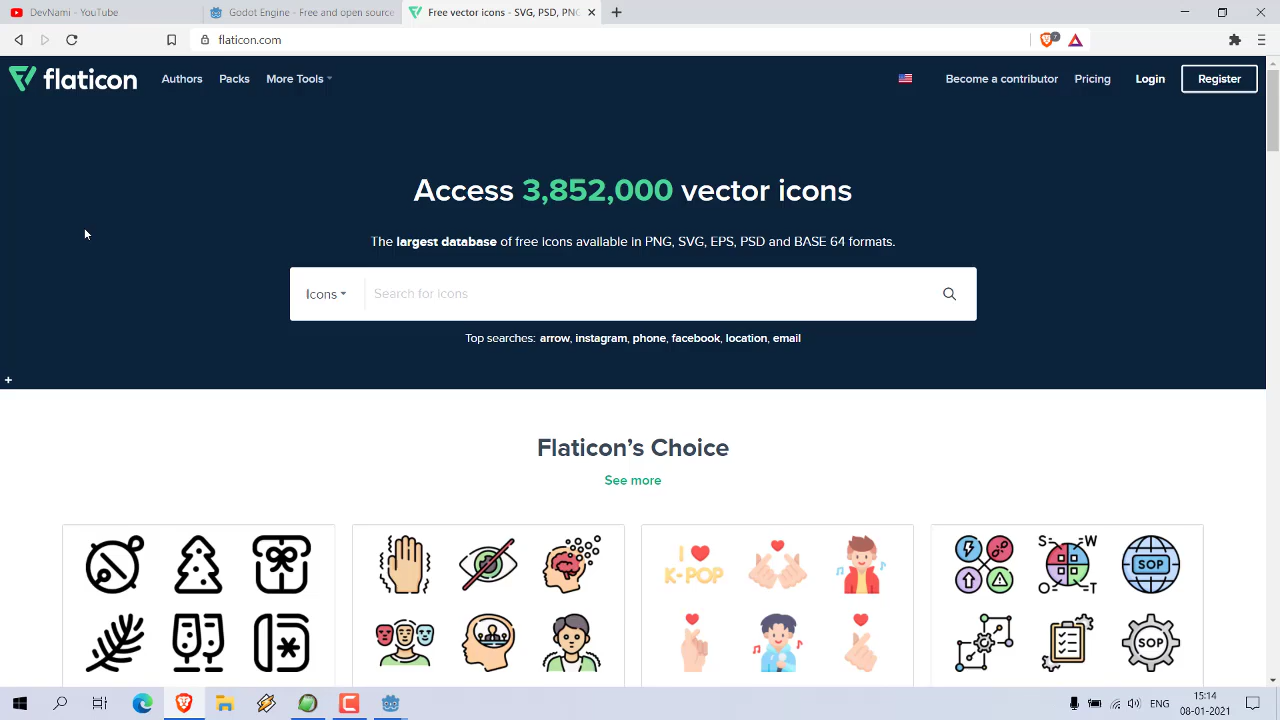 DevNami - YouTube
Godot Engine - Free and open source
Free vector icons - SVG, PSD, PNG
flaticon.com
7
flaticon
Authors
Packs
More Tools
Become a contributor
Pricing
Login
Register
Access 3,852,000 vector icons
The largest database of free icons available in PNG, SVG, EPS, PSD and BASE 64 formats.
Icons
Search for icons
Top searches: arrow, instagram, phone, facebook, location, email
Flaticon's Choice
See more
I
K-POP
S W
O T
SOP
SOP
ENG
15:14
08-01-2021